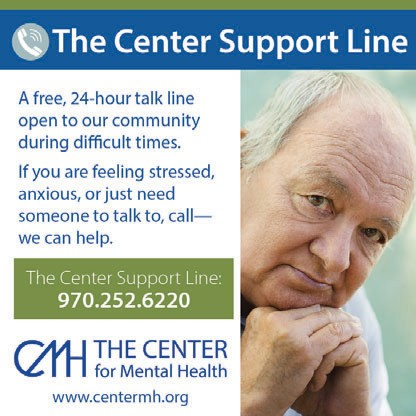 The Center Support Line
A free, 24-hour talk line
open to our community
during difficult times.
If you are feeling stressed,
anxious, or just need
someone to talk to, call—
we can help.
The Center Support Line:
970.252.6220
CMH THE CENTER
for Mental Health
www.centermh.org